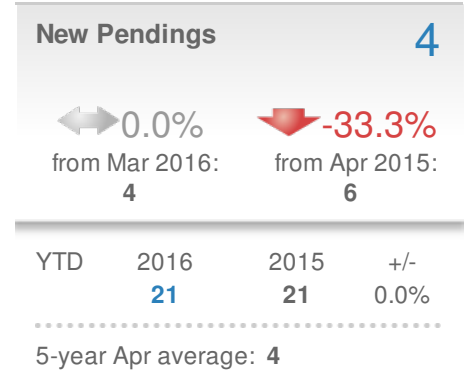 New Pendings 4
0.0% -33.3%
from Mar 2016: from Apr 2015:
4 6
YTD 2016 2015 +/-
21 21 0.0%
5-year Apr average: 4